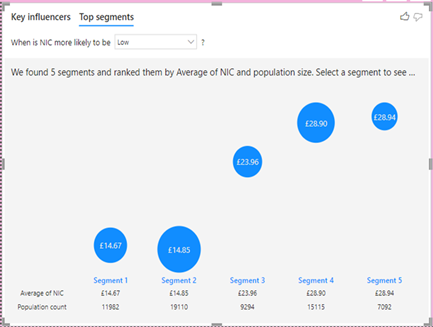 Key influencers Top segments
When is NIC more likely to be Low ?
We found 5 segments and ranked them by Average of NIC and population size. Select a segment to see ...
£28.90 £28.94
£23.96
£14.67 £14.85
Segment 1 Segment 2 Segment 3 Segment 4 Segment 5
Average of NIC £14.67 £14.85 £23.96 £28.90 £28.94
Population count 11982 19110 9294 15115 7092